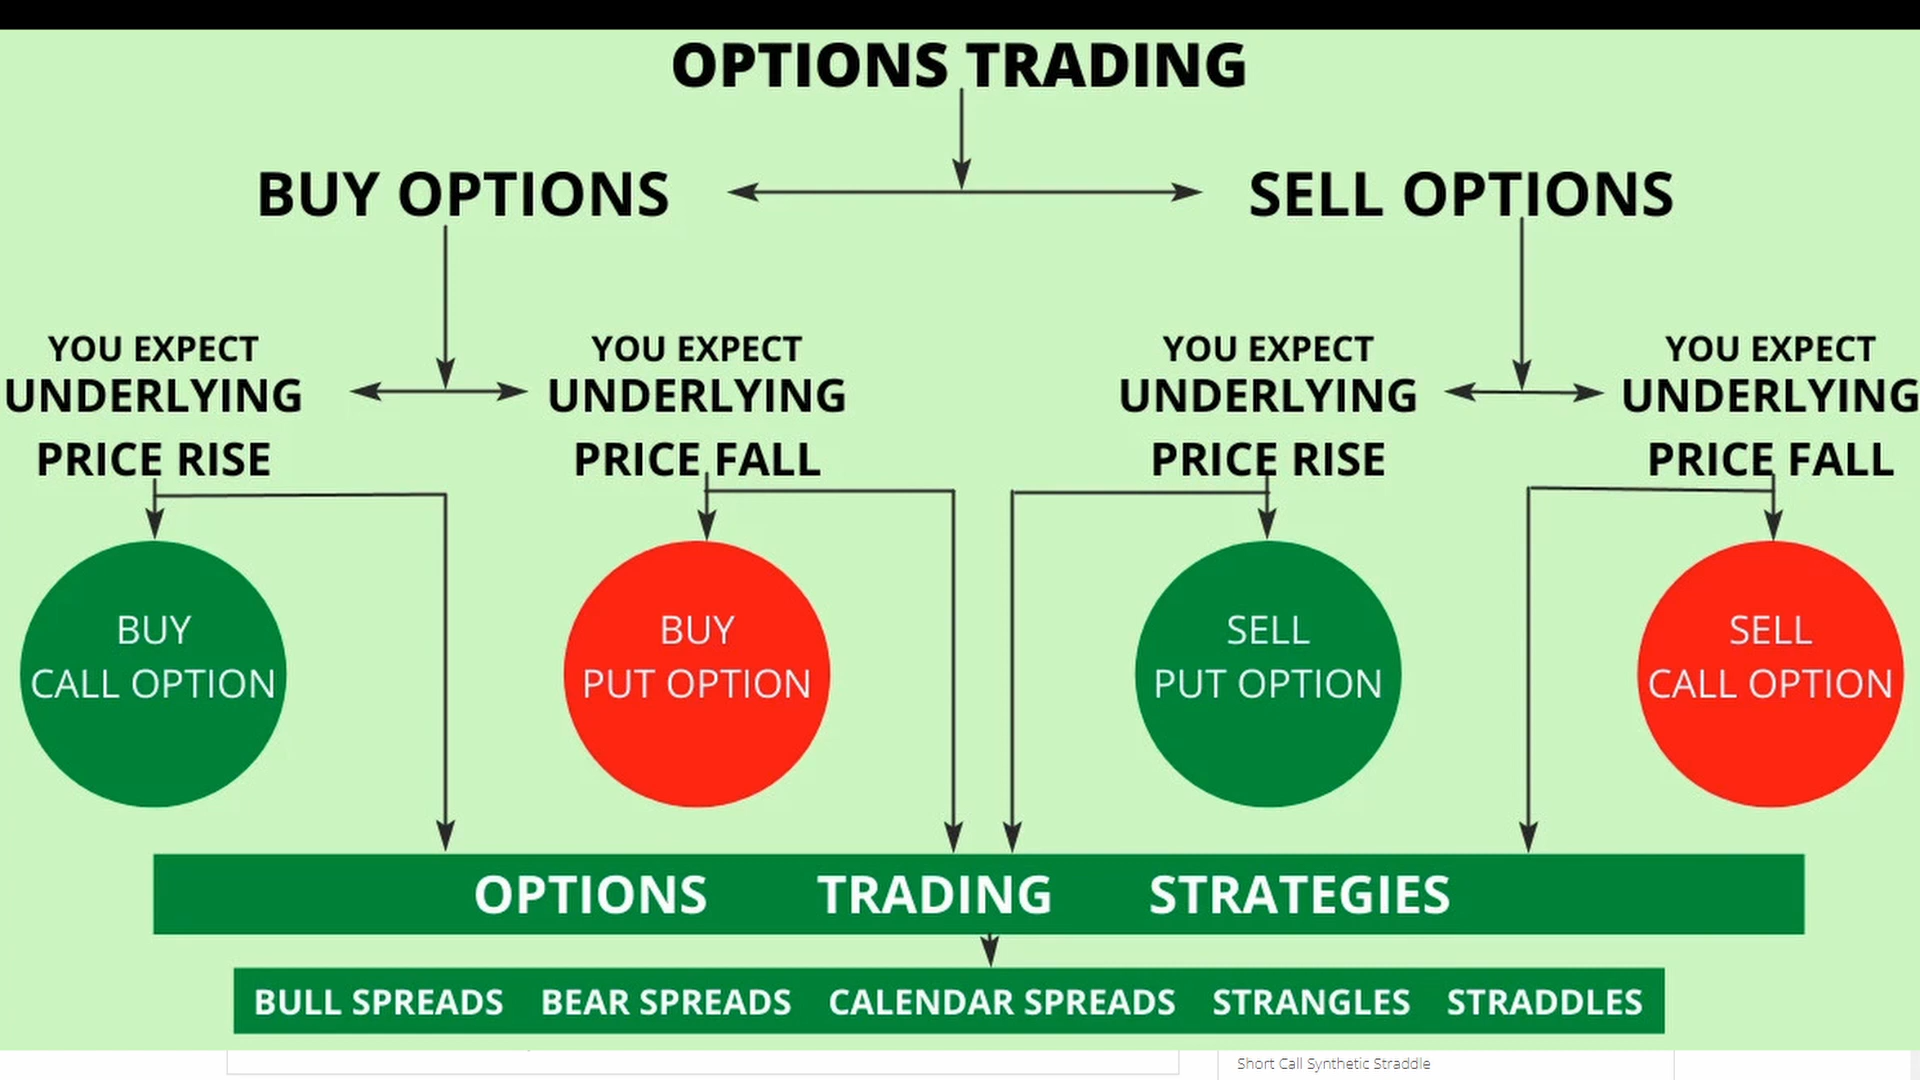 OPTIONS TRADING
BUY OPTIONS
SELL OPTIONS
YOU EXPECT
UNDERLYING
PRICE RISE
YOU EXPECT
UNDERLYING
PRICE FALL
YOU EXPECT
UNDERLYING
PRICE RISE
YOU EXPECT
UNDERLYING
PRICE FALL
BUY
CALL OPTION
BUY
PUT OPTION
SELL
PUT OPTION
SELL
CALL OPTION
OPTIONS TRADING STRATEGIES
BULL SPREADS BEAR SPREADS CALENDAR SPREADS STRANGLES STRADDLES
Short Call Synthetic Straddle